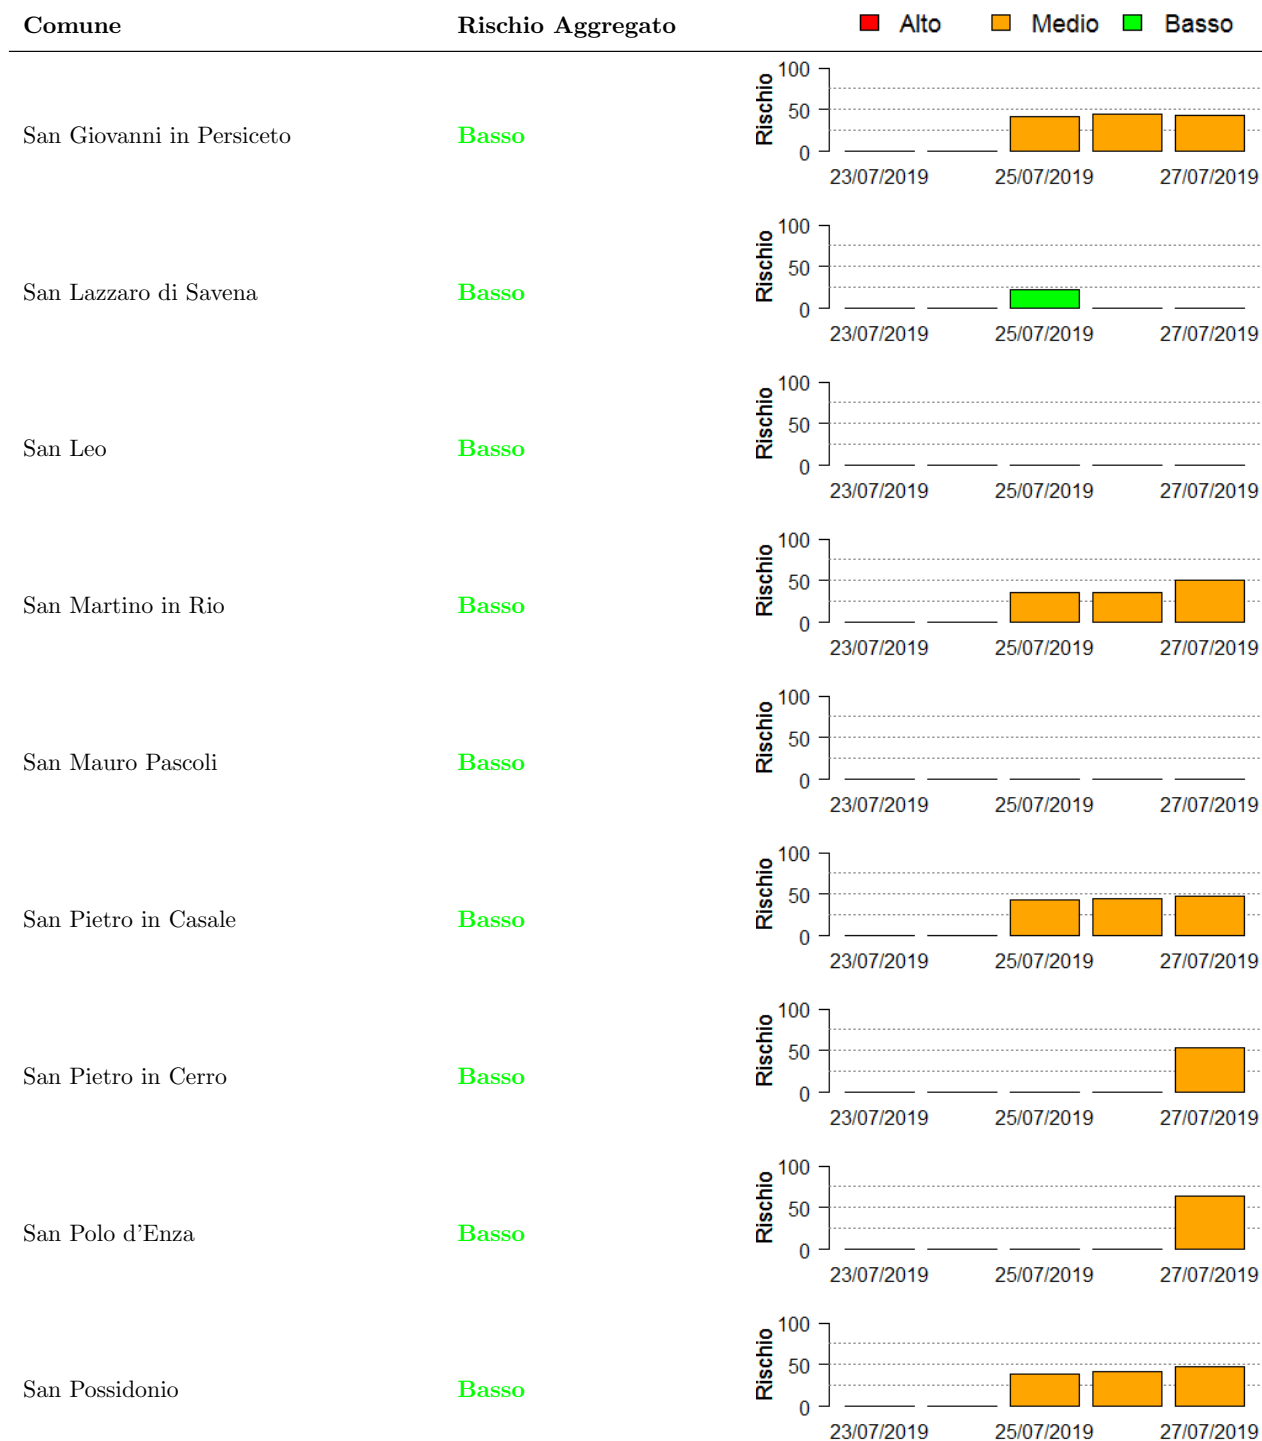 Comune Rischio Aggregato Alto Medio Basso
100
50
0
Rischio
San Giovanni in Persiceto Basso
23/07/2019 25/07/2019 27/07/2019
100
50
0
Rischio
San Lazzaro di Savena Basso
23/07/2019 25/07/2019 27/07/2019
100
50
0
Rischio
San Leo Basso
23/07/2019 25/07/2019 27/07/2019
100
50
0
Rischio
San Martino in Rio Basso
23/07/2019 25/07/2019 27/07/2019
100
50
0
Rischio
San Mauro Pascoli Basso
23/07/2019 25/07/2019 27/07/2019
100
50
0
Rischio
San Pietro in Casale Basso
23/07/2019 25/07/2019 27/07/2019
100
50
0
Rischio
San Pietro in Cerro Basso
23/07/2019 25/07/2019 27/07/2019
100
50
0
Rischio
San Polo d'Enza Basso
23/07/2019 25/07/2019 27/07/2019
100
50
0
Rischio
San Possidonio Basso
23/07/2019 25/07/2019 27/07/2019